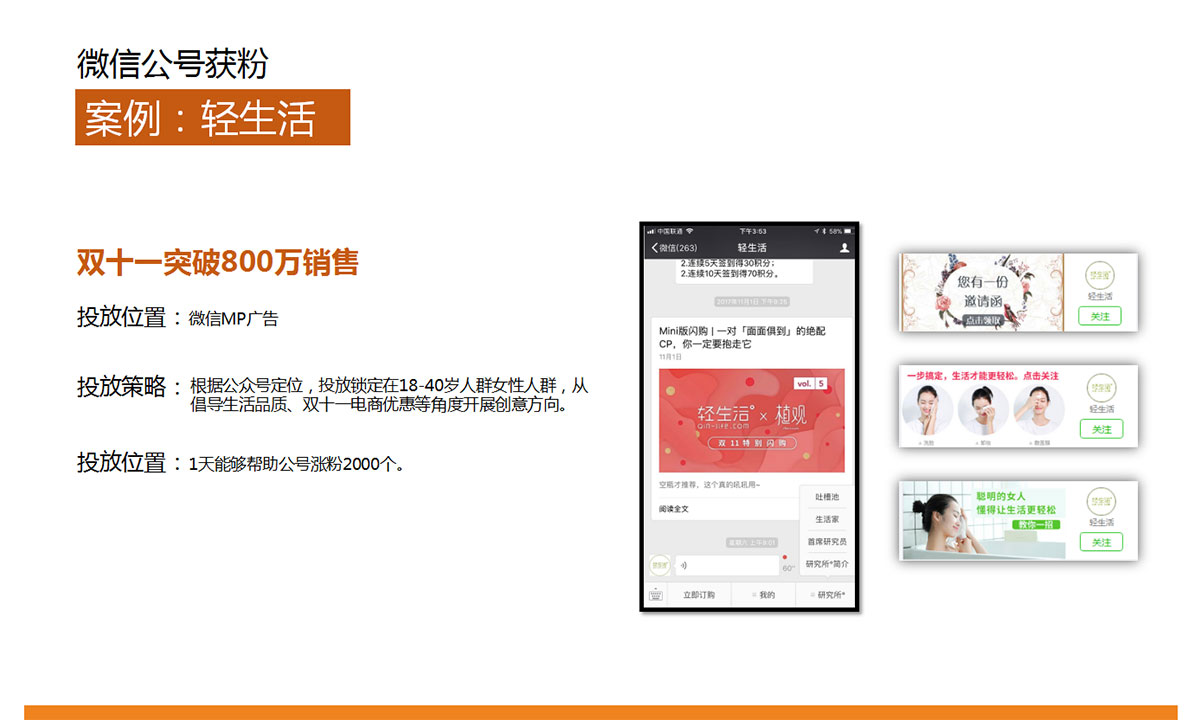 微信公号获粉
案例：轻生活
双十一突破800万销售
投放位置：微信MP广告
投放策略：根据公众号定位，投放锁定在18-40岁人群女性人群，从
倡导生活品质、双十一电商优惠等角度开展创意方向。
投放位置：1天能够帮助公号涨粉2000个。
中国联通 下午3:53 58%
微信(263) 轻生活
2.连续5天签到得30积分；
2.连续10天签到得70积分。
2017年11月1日 下午9:25
Mini版闪购 | 一对「面面俱到」的绝配
CP，你一定要抱走它
11月1日
vol. 5
轻生活° × 植观
qin-life.com
双 11 特别闪购
空瓶才推荐，这个真的吼吼用~
阅读全文
星期六 上午9:01
60"
吐槽池
生活家
首席研究员
研究所*简介
立即订购 我的 研究所*
您有一份
邀请函
点击领取
轻生活
关注
一步搞定，生活才能更轻松。点击关注
轻生活
关注
聪明的女人
懂得让生活更轻松
教你一招
轻生活
关注